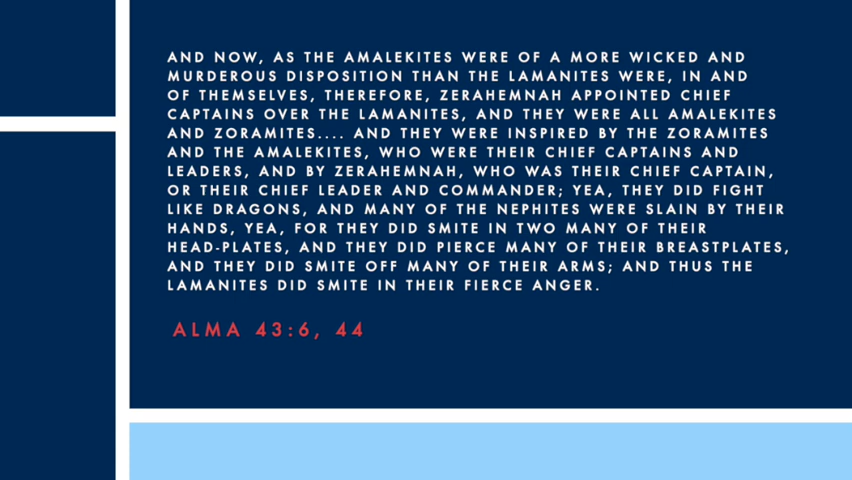 AND NOW, AS THE AMALEKITES WERE OF A MORE WICKED AND
MURDEROUS DISPOSITION THAN THE LAMANITES WERE, IN AND
OF THEMSELVES, THEREFORE, ZERAHEMNAH APPOINTED CHIEF
CAPTAINS OVER THE LAMANITES, AND THEY WERE ALL AMALEKITES
AND ZORAMITES.... AND THEY WERE INSPIRED BY THE ZORAMITES
AND THE AMALEKITES, WHO WERE THEIR CHIEF CAPTAINS AND
LEADERS, AND BY ZERAHEMNAH, WHO WAS THEIR CHIEF CAPTAIN,
OR THEIR CHIEF LEADER AND COMMANDER; YEA, THEY DID FIGHT
LIKE DRAGONS, AND MANY OF THE NEPHITES WERE SLAIN BY THEIR
HANDS, YEA, FOR THEY DID SMITE IN TWO MANY OF THEIR
HEAD-PLATES, AND THEY DID PIERCE MANY OF THEIR BREASTPLATES,
AND THEY DID SMITE OFF MANY OF THEIR ARMS; AND THUS THE
LAMANITES DID SMITE IN THEIR FIERCE ANGER.
ALMA 43:6, 44